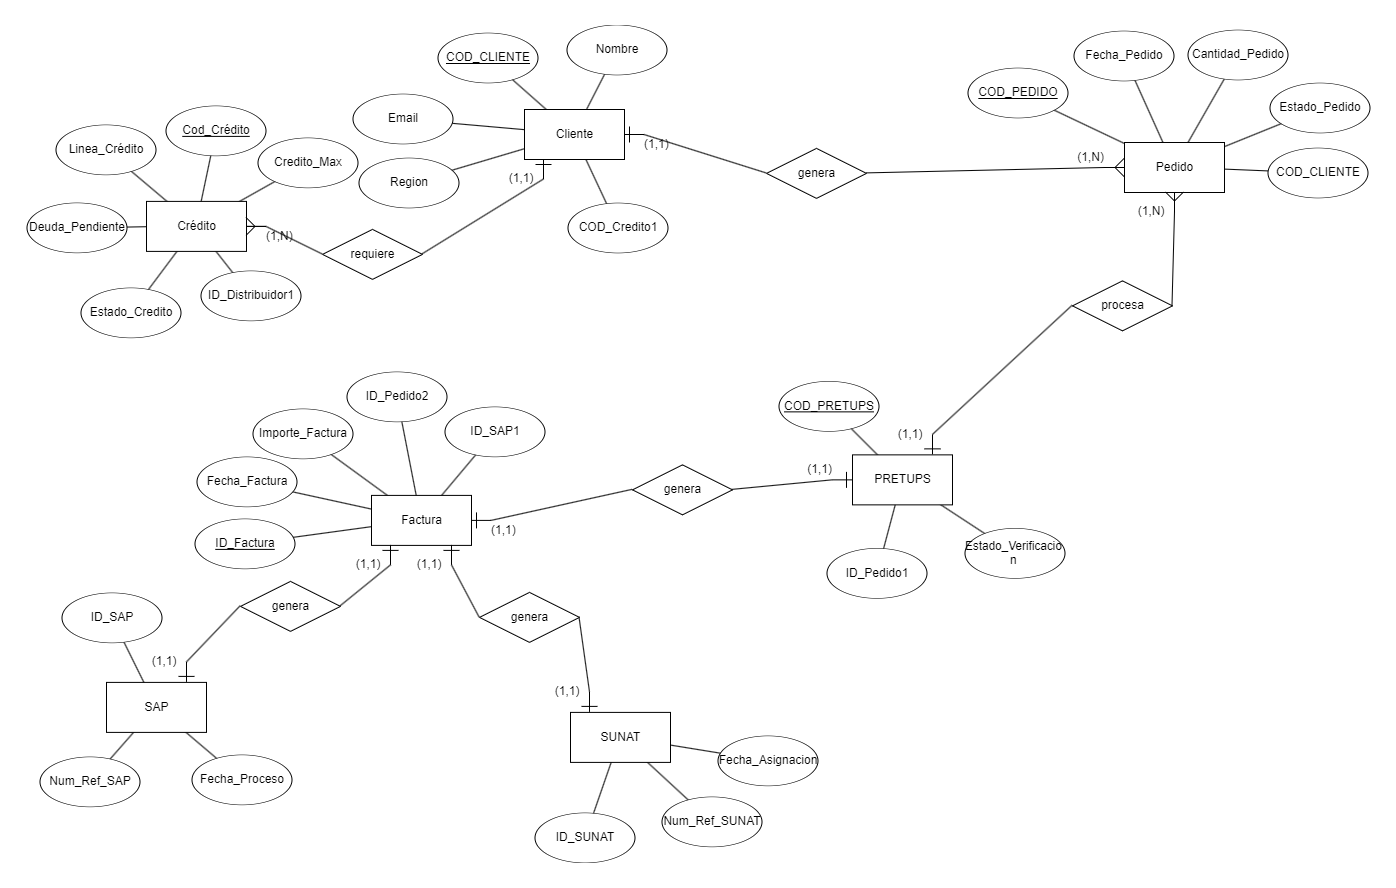 COD_CLIENTE
Nombre
Email
Cliente
Region
(1,1)
(1,1)
COD_Credito1
Linea_Crédito
Cod_Crédito
Credito_Max
Deuda_Pendiente
Crédito
(1,N)
Estado_Credito
ID_Distribuidor1
requiere
genera
Fecha_Pedido
Cantidad_Pedido
COD_PEDIDO
Estado_Pedido
(1,N)
Pedido
COD_CLIENTE
(1,N)
procesa
(1,1)
COD_PRETUPS
(1,1)
PRETUPS
ID_Pedido1
Estado_Verificació
n
genera
ID_Pedido2
Importe_Factura
ID_SAP1
Fecha_Factura
Factura
(1,1)
ID_Factura
(1,1)
(1,1)
genera
genera
ID_SAP
(1,1)
SAP
Num_Ref_SAP
Fecha_Proceso
(1,1)
SUNAT
Fecha_Asignacion
ID_SUNAT
Num_Ref_SUNAT